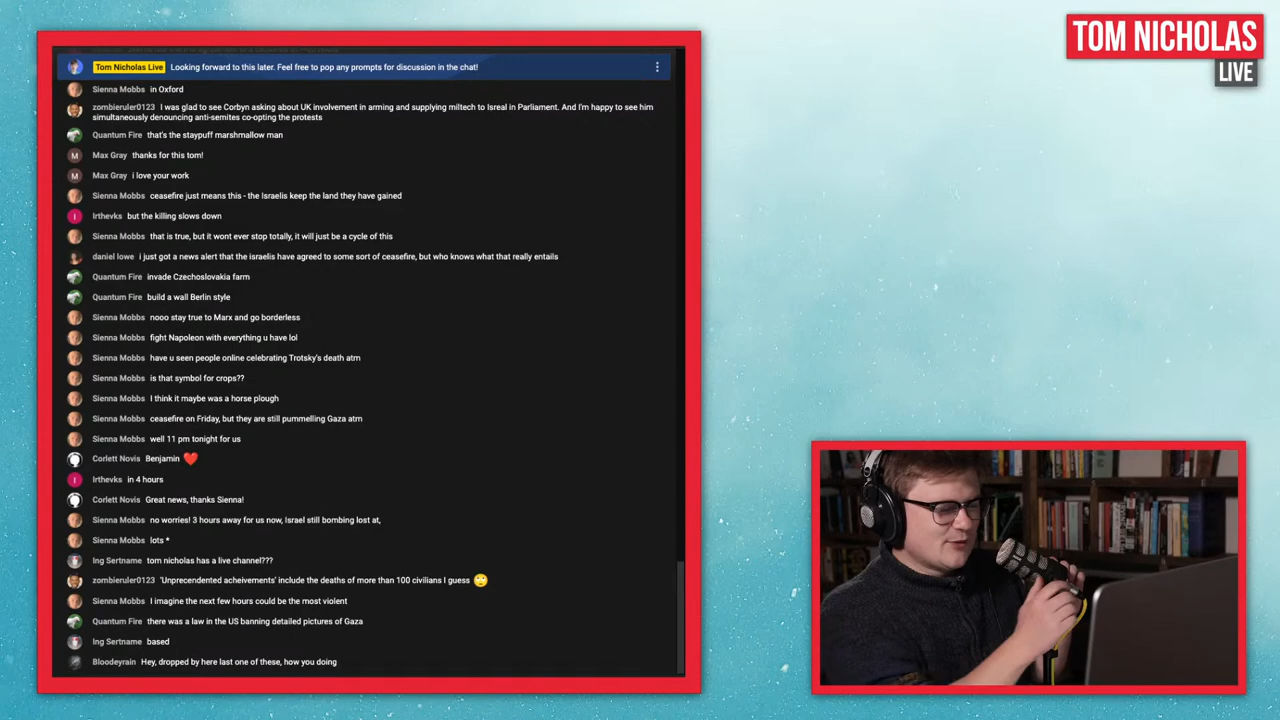 TOM NICHOLAS
LIVE
Tom Nicholas Live Looking forward to this later. Feel free to pop any prompts for discussion in the chat!
Sienna Mobbs in Oxford
zombieruler0123 I was glad to see Corbyn asking about UK involvement in arming and supplying miltech to Isreal in Parliament. And I'm happy to see him
simultaneously denouncing anti-semites co-opting the protests
Quantum Fire that's the staypuff marshmallow man
M Max Gray thanks for this tom!
M Max Gray i love your work
Sienna Mobbs ceasefire just means this - the Israelis keep the land they have gained
I Irthevks but the killing slows down
Sienna Mobbs that is true, but it wont ever stop totally, it will just be a cycle of this
daniel lowe i just got a news alert that the israelis have agreed to some sort of ceasefire, but who knows what that really entails
Quantum Fire invade Czechoslovakia farm
Quantum Fire build a wall Berlin style
Sienna Mobbs nooo stay true to Marx and go borderless
Sienna Mobbs fight Napoleon with everything u have lol
Sienna Mobbs have u seen people online celebrating Trotsky's death atm
Sienna Mobbs is that symbol for crops??
Sienna Mobbs I think it maybe was a horse plough
Sienna Mobbs ceasefire on Friday, but they are still pummelling Gaza atm
Sienna Mobbs well 11 pm tonight for us
Corlett Novis Benjamin ❤️
I Irthevks in 4 hours
Corlett Novis Great news, thanks Sienna!
Sienna Mobbs no worries! 3 hours away for us now, Israel still bombing lost at,
Sienna Mobbs lots *
Ing Sertname tom nicholas has a live channel???
zombieruler0123 'Unprecendented acheivements' include the deaths of more than 100 civilians I guess 🙄
Sienna Mobbs I imagine the next few hours could be the most violent
Quantum Fire there was a law in the US banning detailed pictures of Gaza
Ing Sertname based
Bloodeyrain Hey, dropped by here last one of these, how you doing